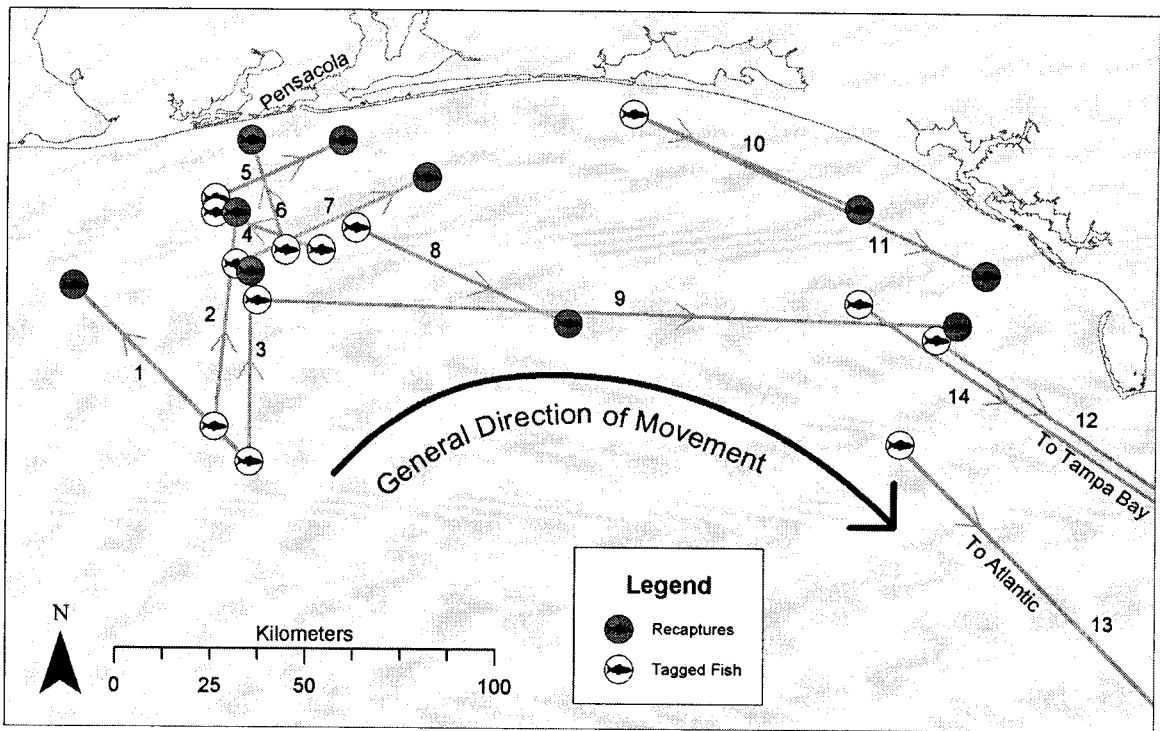 Pensacola
5
10
6
7
4
11
8
9
2
3
1
14
12
General Direction of Movement
To Tampa Bay
To Atlantic
13
N
Kilometers
0 25 50 100
Legend
Recaptures
Tagged Fish